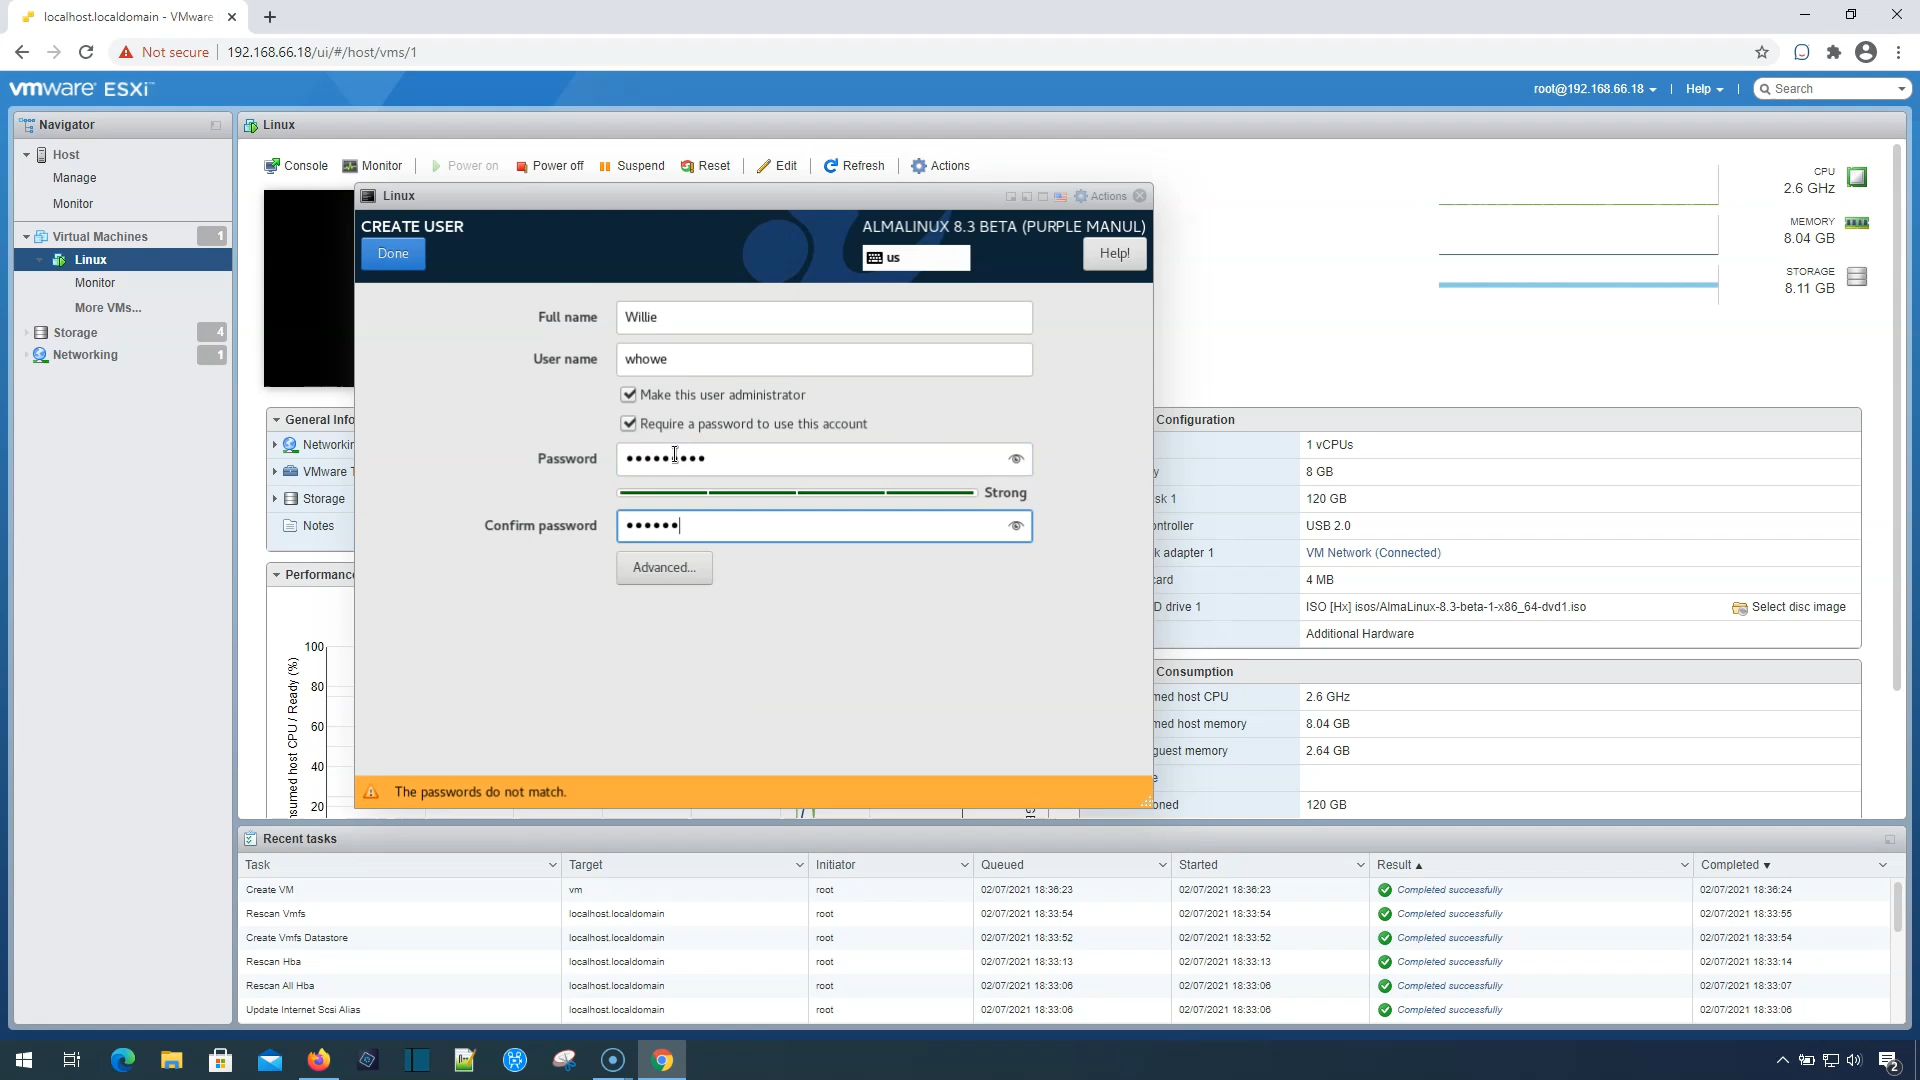 localhost.localdomain - VMware
Not secure 192.168.66.18/ui/#/host/vms/1
vmware ESXi™
root@192.168.66.18 | Help | Search
Navigator
Host
Manage
Monitor
Virtual Machines 1
Linux
Monitor
More VMs...
Storage 4
Networking 1
Linux
Console Monitor Power on Power off Suspend Reset Edit Refresh Actions
CPU
2.6 GHz
MEMORY
8.04 GB
STORAGE
8.11 GB
Linux Actions
CREATE USER ALMALINUX 8.3 BETA (PURPLE MANUL)
Done us Help!
Full name Willie
User name whowe
Make this user administrator
Require a password to use this account
Password •••••••••
Strong
Confirm password ••••••
Advanced...
The passwords do not match.
General Info
Networkin
VMware T
Storage
Notes
Performance
100
80
60
40
20
sumed host CPU / Ready (%)
Configuration
1 vCPUs
y 8 GB
sk 1 120 GB
ontroller USB 2.0
k adapter 1 VM Network (Connected)
card 4 MB
D drive 1 ISO [Hx] isos/AlmaLinux-8.3-beta-1-x86_64-dvd1.iso Select disc image
Additional Hardware
Consumption
med host CPU 2.6 GHz
med host memory 8.04 GB
guest memory 2.64 GB
e
oned 120 GB
Recent tasks
Task Target Initiator Queued Started Result Completed
Create VM vm root 02/07/2021 18:36:23 02/07/2021 18:36:23 Completed successfully 02/07/2021 18:36:24
Rescan Vmfs localhost.localdomain root 02/07/2021 18:33:54 02/07/2021 18:33:54 Completed successfully 02/07/2021 18:33:55
Create Vmfs Datastore localhost.localdomain root 02/07/2021 18:33:52 02/07/2021 18:33:52 Completed successfully 02/07/2021 18:33:54
Rescan Hba localhost.localdomain root 02/07/2021 18:33:13 02/07/2021 18:33:13 Completed successfully 02/07/2021 18:33:14
Rescan All Hba localhost.localdomain root 02/07/2021 18:33:06 02/07/2021 18:33:06 Completed successfully 02/07/2021 18:33:07
Update Internet Scsi Alias localhost.localdomain root 02/07/2021 18:33:06 02/07/2021 18:33:06 Completed successfully 02/07/2021 18:33:06
2